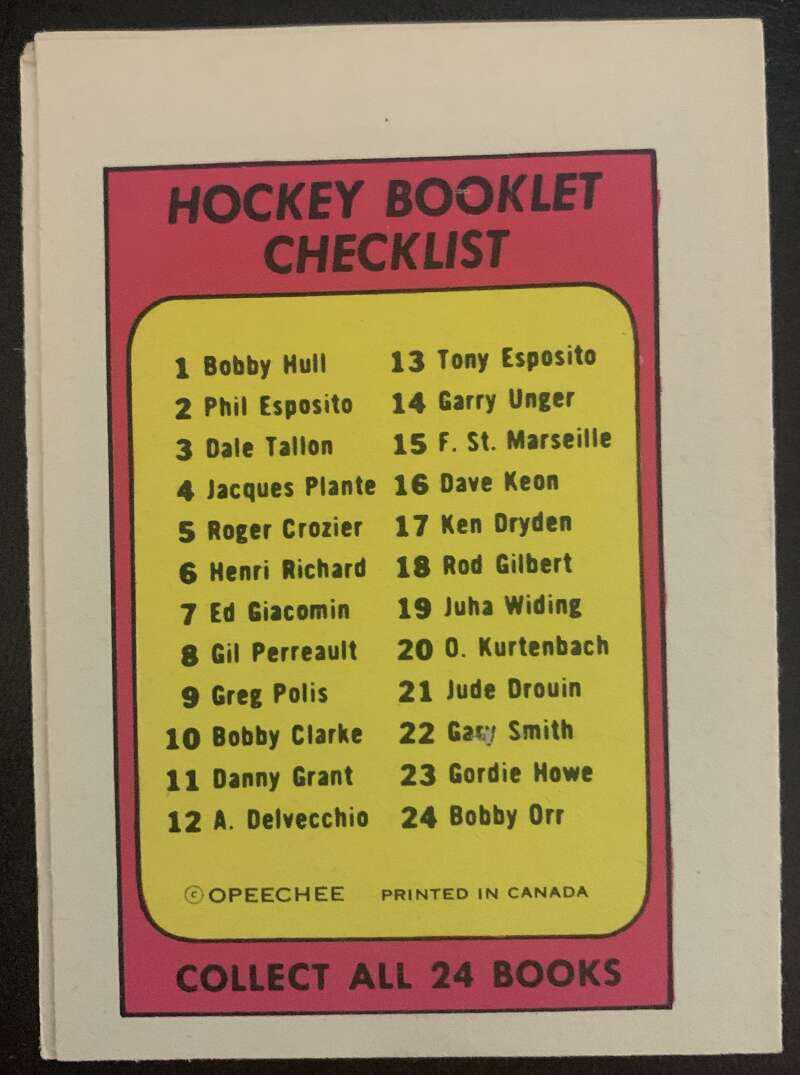 HOCKEY BOOKLET
CHECKLIST
1 Bobby Hull
2 Phil Esposito
3 Dale Tallon
4 Jacques Plante
5 Roger Crozier
6 Henri Richard
7 Ed Giacomin
8 Gil Perreault
9 Greg Polis
10 Bobby Clarke
11 Danny Grant
12 A. Delvecchio
13 Tony Esposito
14 Garry Unger
15 F. St. Marseille
16 Dave Keon
17 Ken Dryden
18 Rod Gilbert
19 Juha Widing
20 O. Kurtenbach
21 Jude Drouin
22 Gary Smith
23 Gordie Howe
24 Bobby Orr
© OPEECHEE PRINTED IN CANADA
COLLECT ALL 24 BOOKS